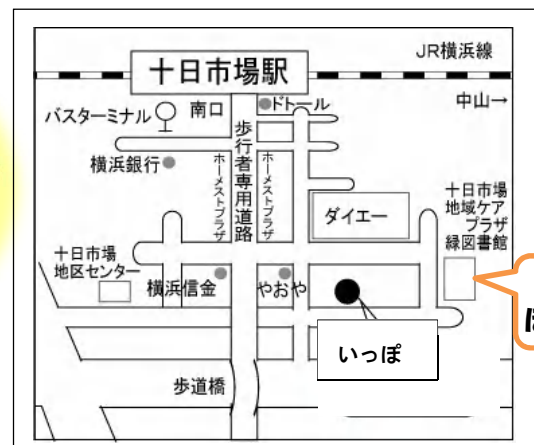 JR横浜線
十日市場駅
中山→
バスターミナル
南口
ドトール
横浜銀行
ホーメストプラザ
歩行者専用道路
ホーメストプラザ
ダイエー
十日市場
地域ケア
プラザ
緑図書館
十日市場
地区センター
横浜信金
やおや
いっぽ
歩道橋